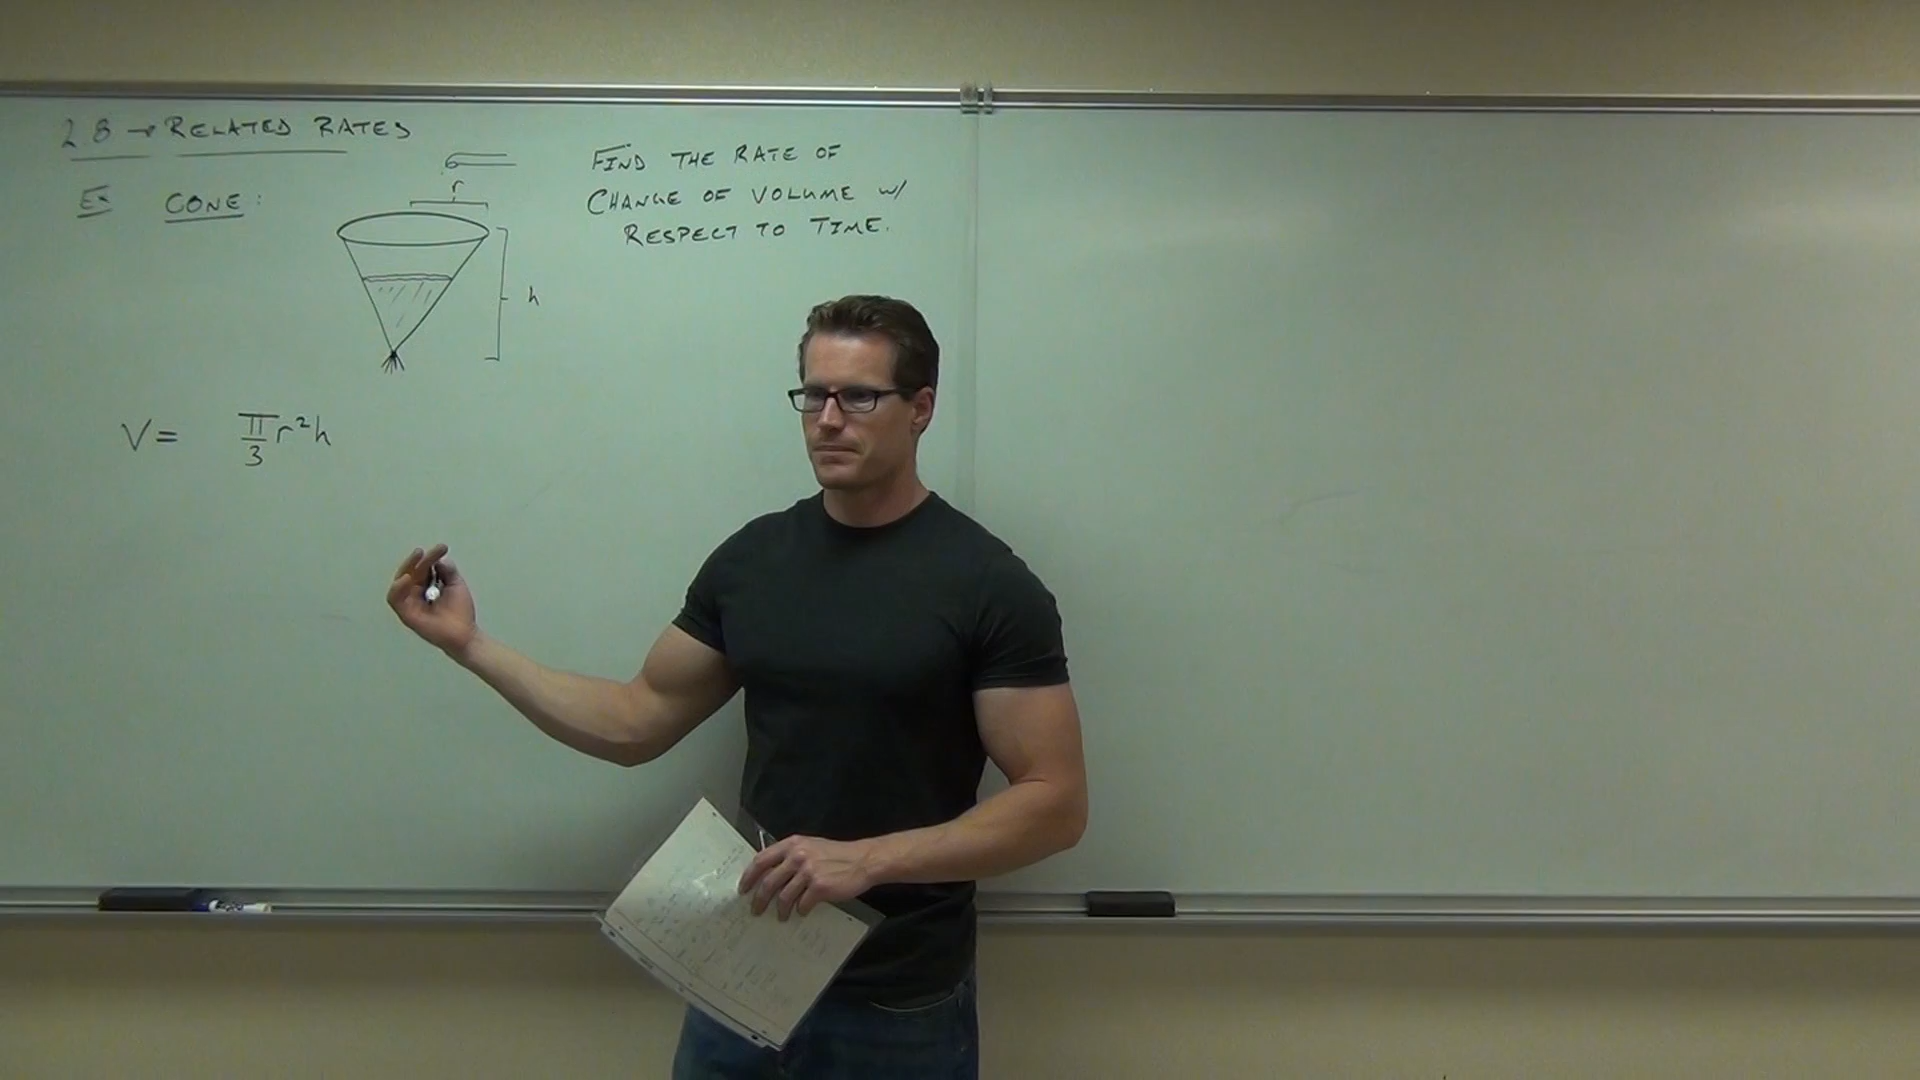 2.8 → RELATED RATES
EX CONE:
r
h
FIND THE RATE OF
CHANGE OF VOLUME w/
RESPECT TO TIME.
V = π/3 r²h